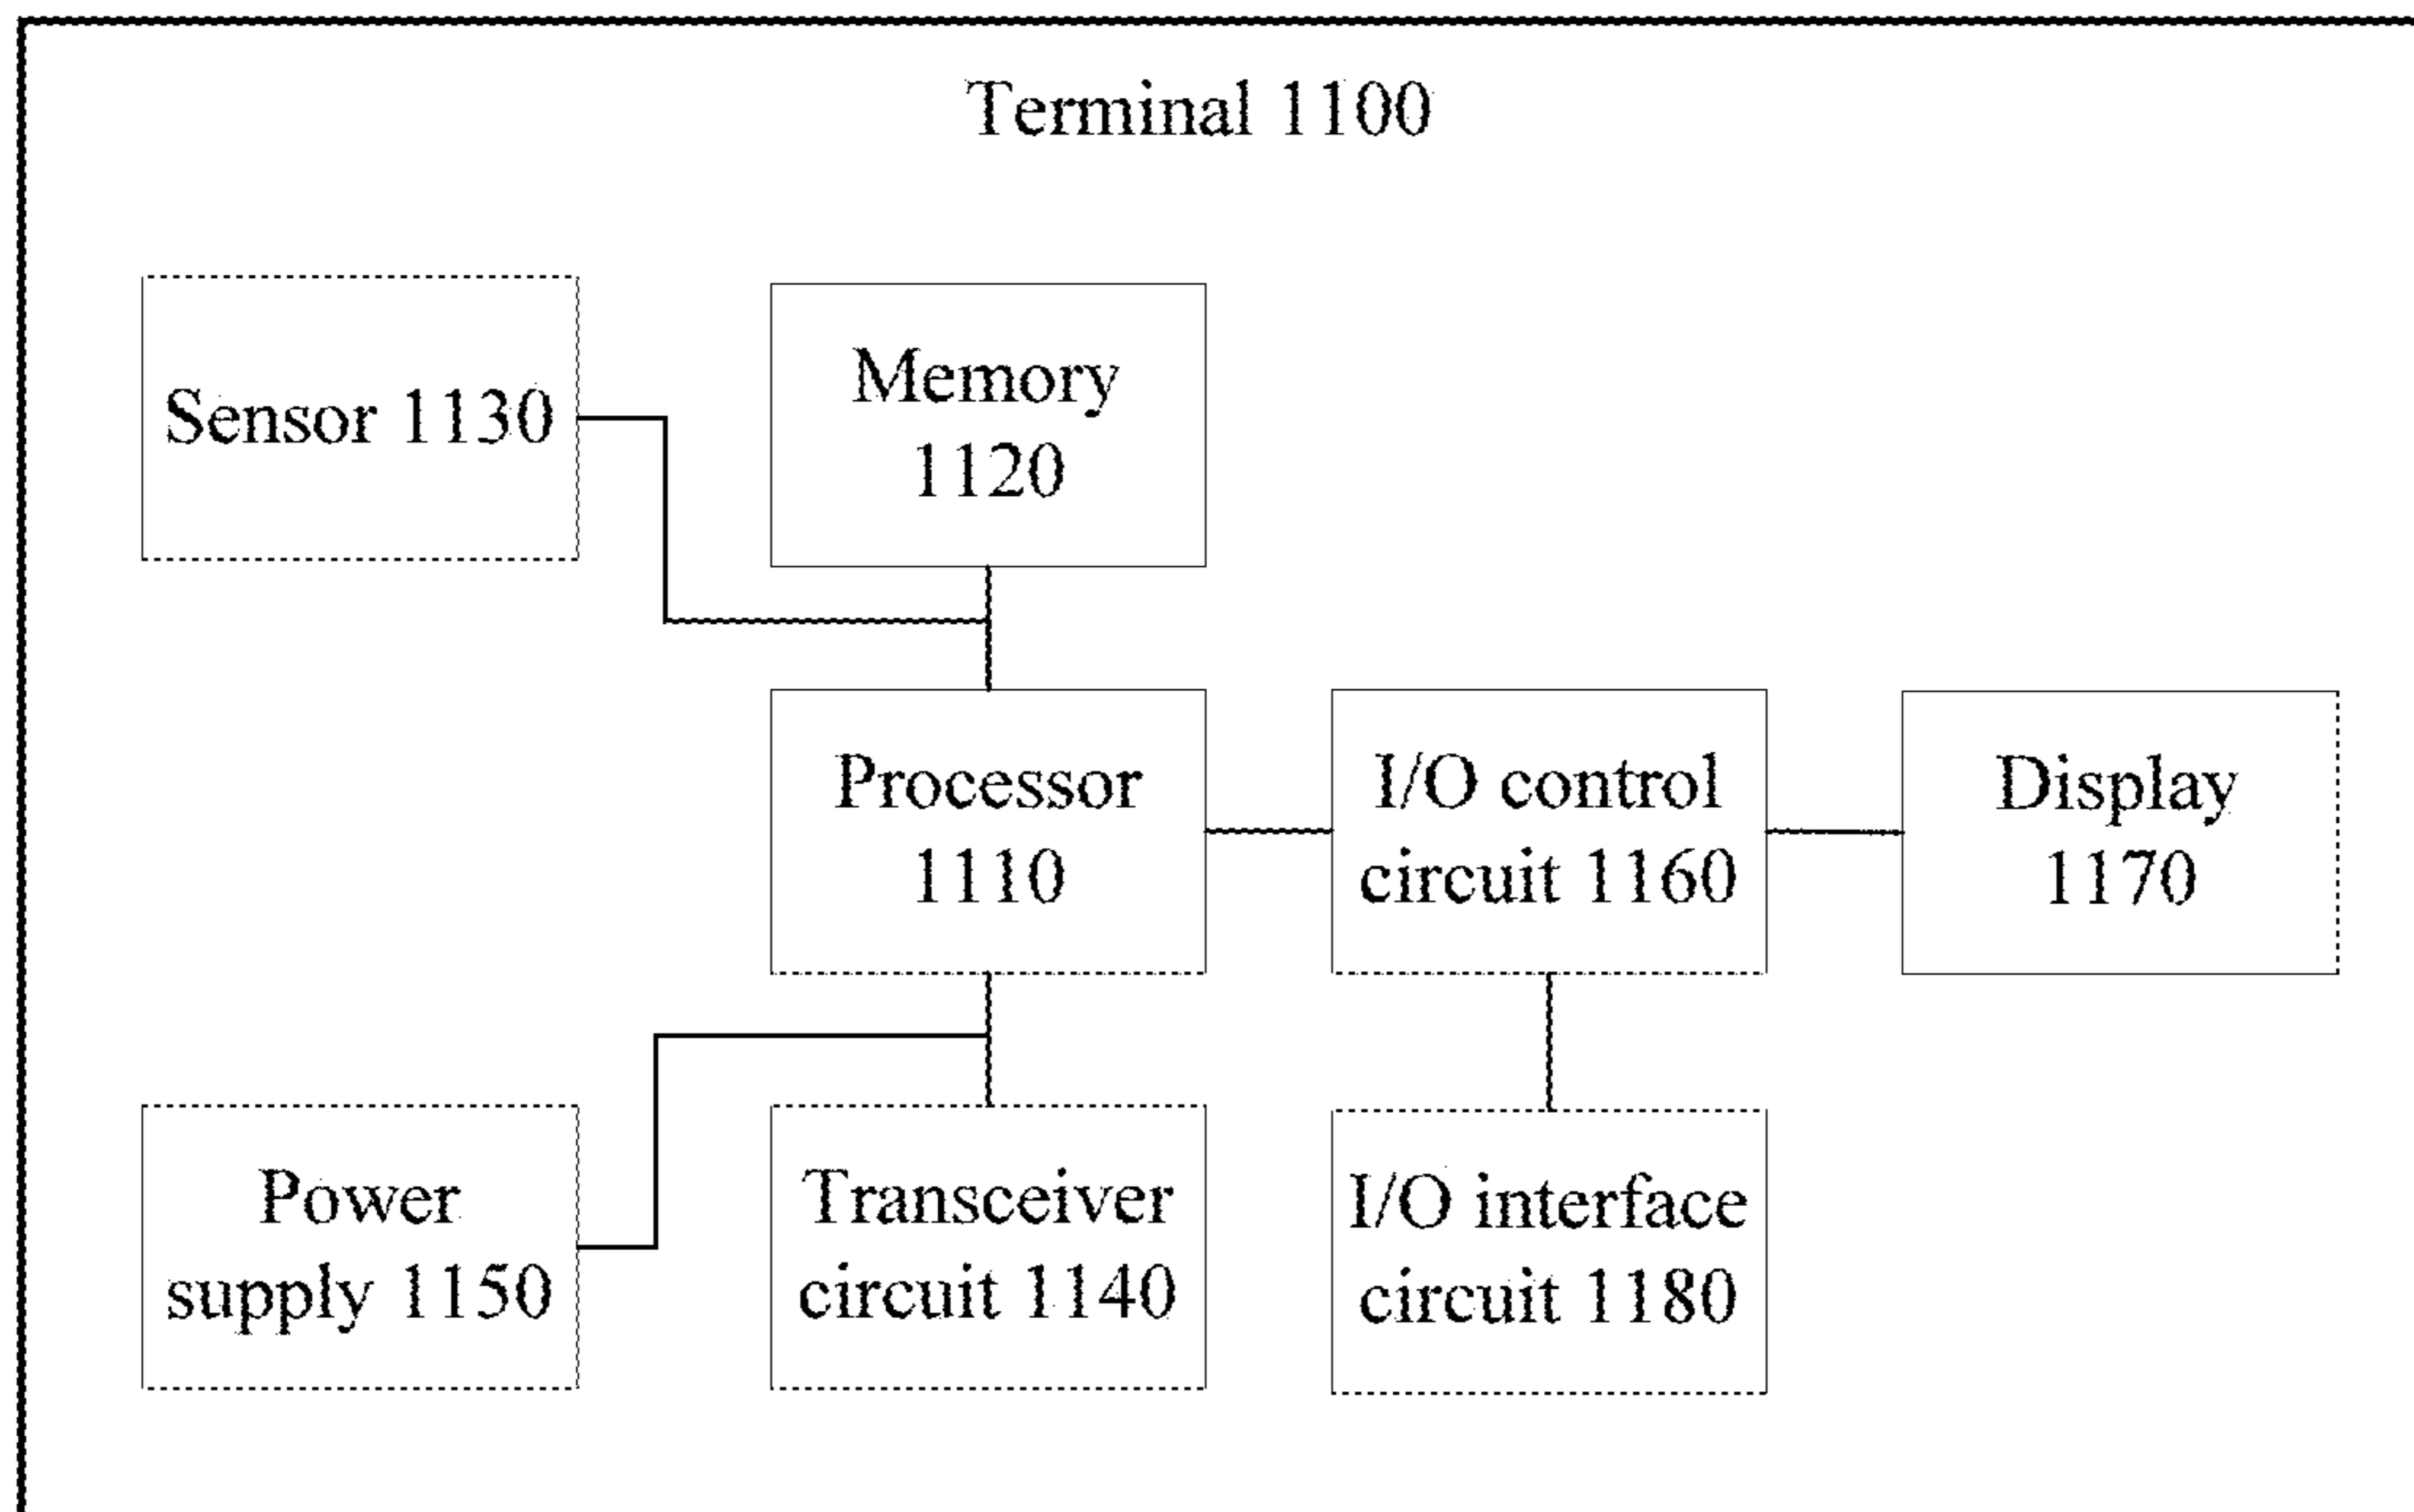 Terminal 1100
Sensor 1130
Memory
1120
Processor
1110
I/O control
circuit 1160
Display
1170
Power
supply 1150
Transceiver
circuit 1140
I/O interface
circuit 1180